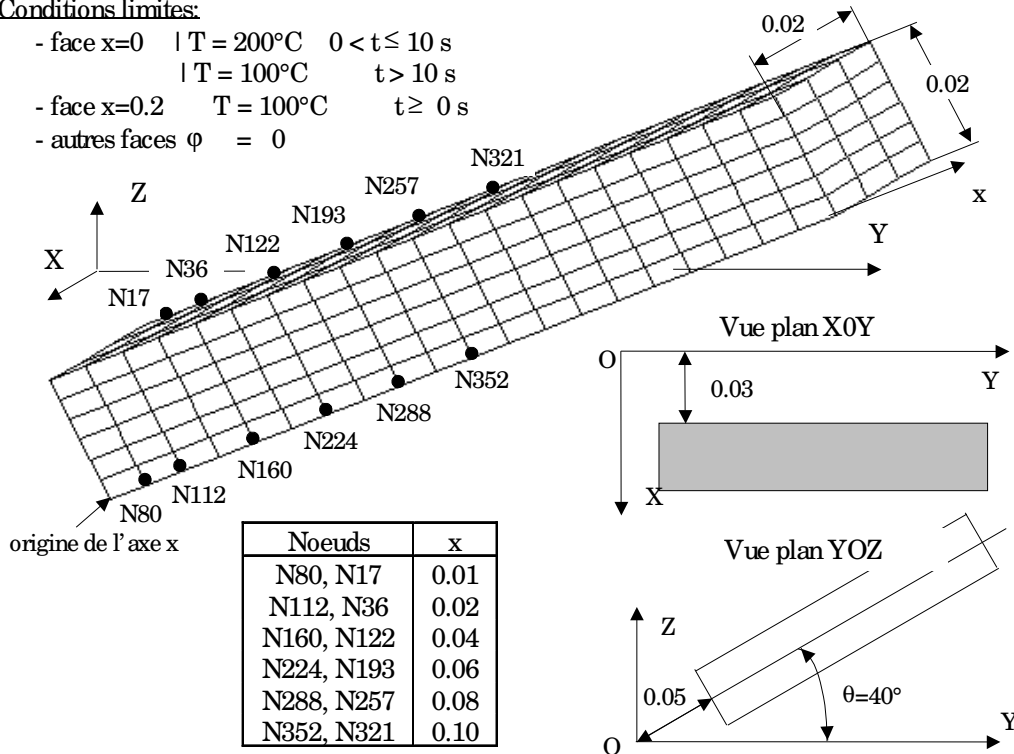 Conditions limites:
- face x=0 | T = 200°C 0 < t ≤ 10 s
| T = 100°C t > 10 s
- face x=0.2 T = 100°C t ≥ 0 s
- autres faces φ = 0
0.02
0.02
x
Y
Z
X
N17
N36
N122
N193
N257
N321
N80
N112
N160
N224
N288
N352
origine de l'axe x
Noeuds x
N80, N17 0.01
N112, N36 0.02
N160, N122 0.04
N224, N193 0.06
N288, N257 0.08
N352, N321 0.10
Vue plan X0Y
O
Y
0.03
X
Vue plan YOZ
Z
0.05
θ=40°
O
Y